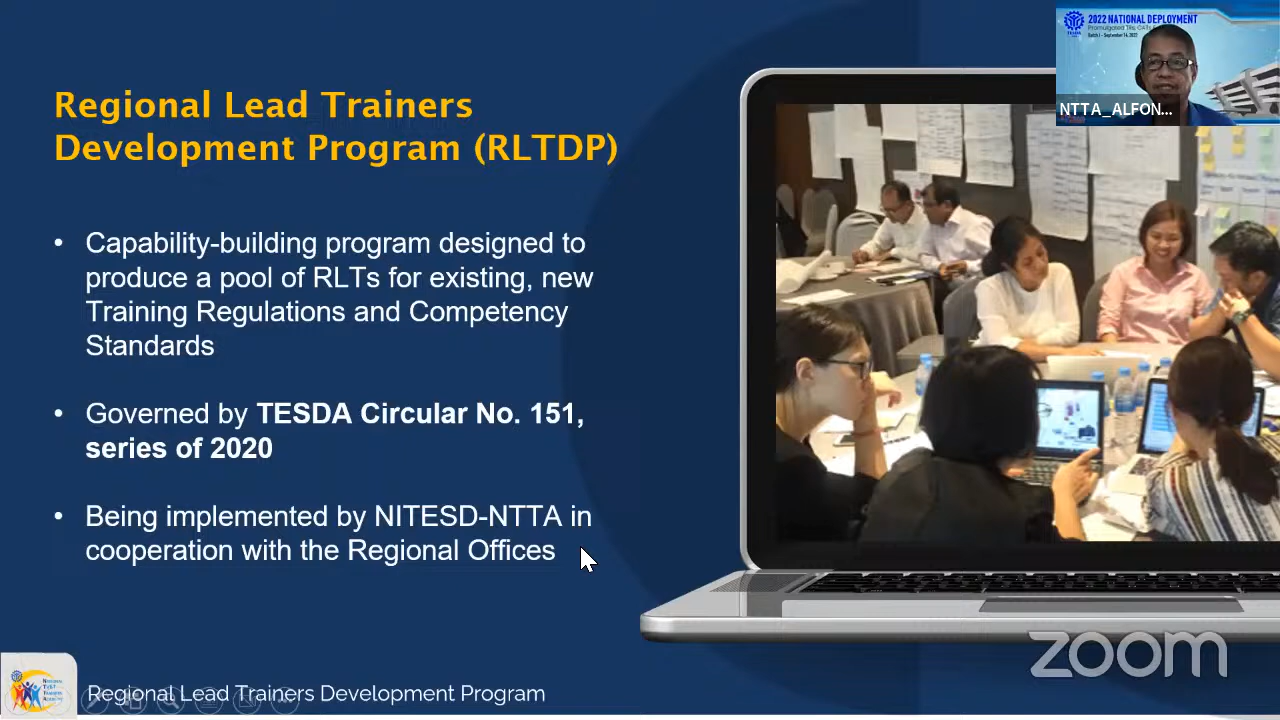 Regional Lead Trainers
Development Program (RLTDP)
• Capability-building program designed to
produce a pool of RLTs for existing, new
Training Regulations and Competency
Standards
• Governed by TESDA Circular No. 151,
series of 2020
• Being implemented by NITESD-NTTA in
cooperation with the Regional Offices
Regional Lead Trainers Development Program
2022 NATIONAL DEPLOYMENT
NTTA_ALFON...
zoom